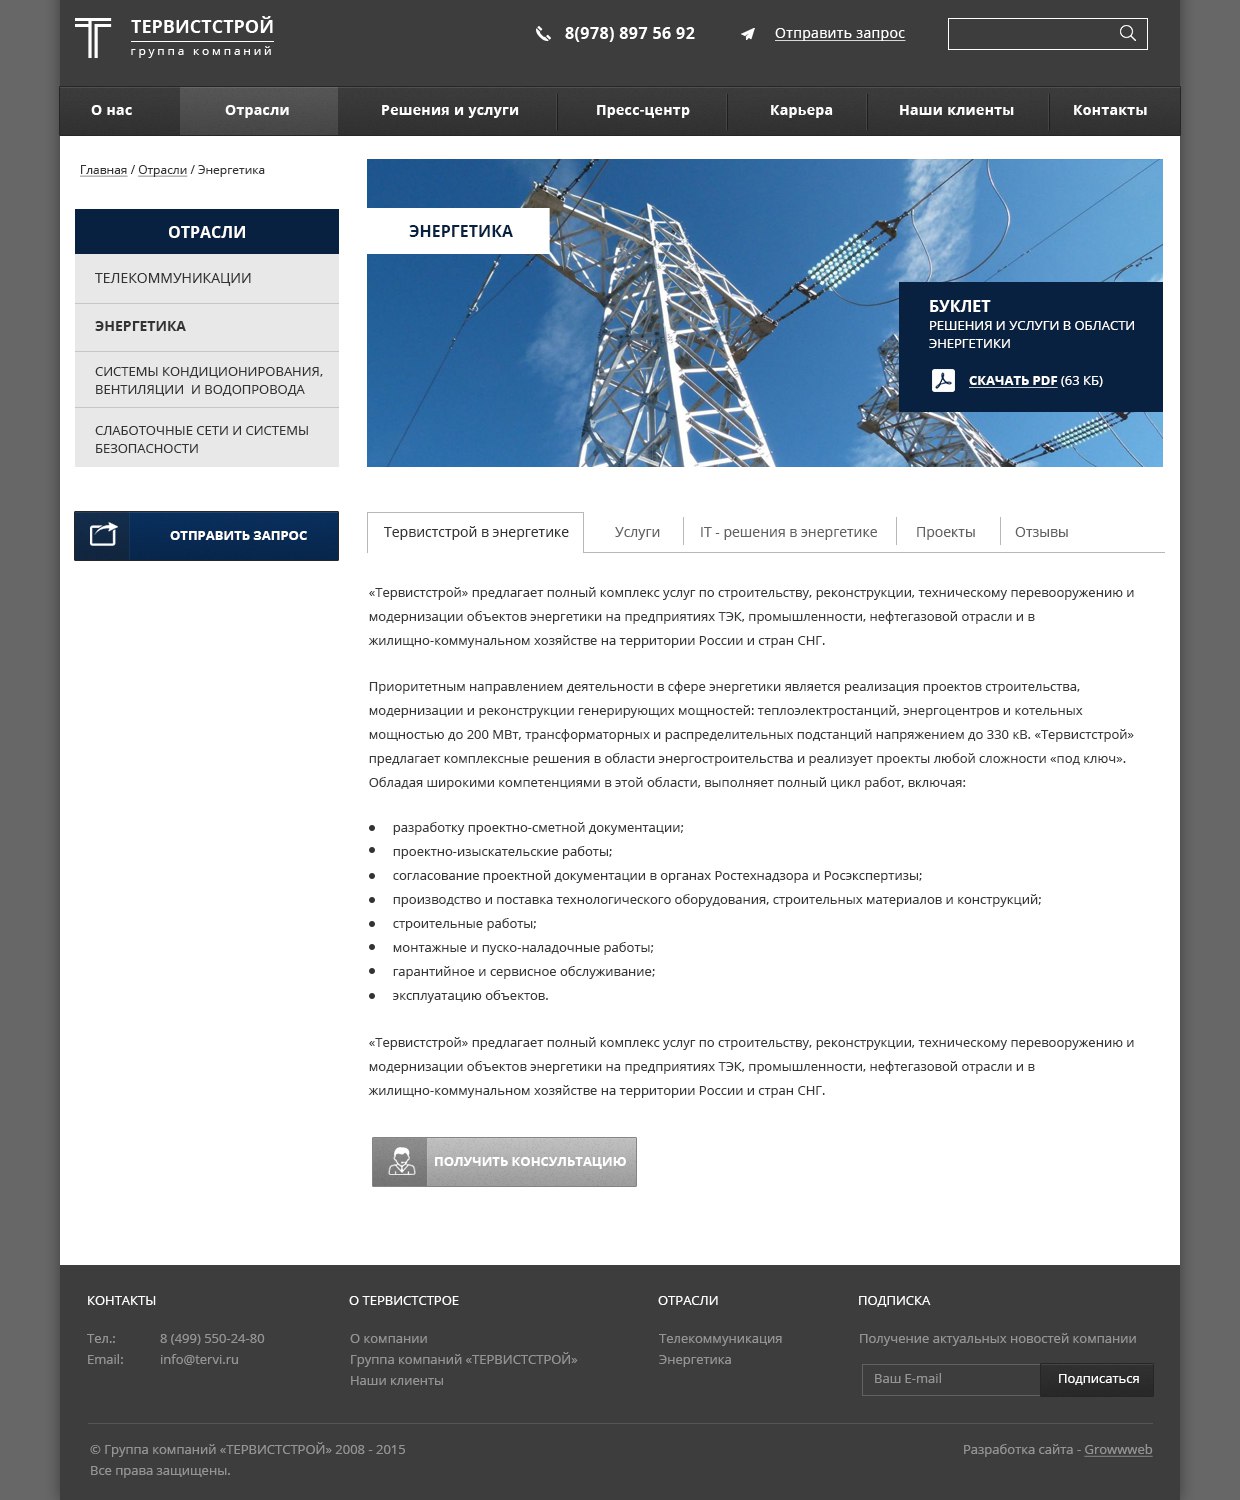 ТЕРВИСТСТРОЙ
группа компаний
8(978) 897 56 92
Отправить запрос
О нас
Отрасли
Решения и услуги
Пресс-центр
Карьера
Наши клиенты
Контакты
Главная / Отрасли / Энергетика
ОТРАСЛИ
ТЕЛЕКОММУНИКАЦИИ
ЭНЕРГЕТИКА
СИСТЕМЫ КОНДИЦИОНИРОВАНИЯ,
ВЕНТИЛЯЦИИ И ВОДОПРОВОДА
СЛАБОТОЧНЫЕ СЕТИ И СИСТЕМЫ
БЕЗОПАСНОСТИ
ОТПРАВИТЬ ЗАПРОС
ЭНЕРГЕТИКА
БУКЛЕТ
РЕШЕНИЯ И УСЛУГИ В ОБЛАСТИ
ЭНЕРГЕТИКИ
СКАЧАТЬ PDF (63 КБ)
Тервистстрой в энергетике
Услуги
IT - решения в энергетике
Проекты
Отзывы
«Тервистстрой» предлагает полный комплекс услуг по строительству, реконструкции, техническому перевооружению и
модернизации объектов энергетики на предприятиях ТЭК, промышленности, нефтегазовой отрасли и в
жилищно-коммунальном хозяйстве на территории России и стран СНГ.
Приоритетным направлением деятельности в сфере энергетики является реализация проектов строительства,
модернизации и реконструкции генерирующих мощностей: теплоэлектростанций, энергоцентров и котельных
мощностью до 200 МВт, трансформаторных и распределительных подстанций напряжением до 330 кВ. «Тервистстрой»
предлагает комплексные решения в области энергостроительства и реализует проекты любой сложности «под ключ».
Обладая широкими компетенциями в этой области, выполняет полный цикл работ, включая:
● разработку проектно-сметной документации;
● проектно-изыскательские работы;
● согласование проектной документации в органах Ростехнадзора и Росэкспертизы;
● производство и поставка технологического оборудования, строительных материалов и конструкций;
● строительные работы;
● монтажные и пуско-наладочные работы;
● гарантийное и сервисное обслуживание;
● эксплуатацию объектов.
«Тервистстрой» предлагает полный комплекс услуг по строительству, реконструкции, техническому перевооружению и
модернизации объектов энергетики на предприятиях ТЭК, промышленности, нефтегазовой отрасли и в
жилищно-коммунальном хозяйстве на территории России и стран СНГ.
ПОЛУЧИТЬ КОНСУЛЬТАЦИЮ
КОНТАКТЫ
Тел.: 8 (499) 550-24-80
Email: info@tervi.ru
О ТЕРВИСТСТРОЕ
О компании
Группа компаний «ТЕРВИСТСТРОЙ»
Наши клиенты
ОТРАСЛИ
Телекоммуникация
Энергетика
ПОДПИСКА
Получение актуальных новостей компании
Ваш E-mail
Подписаться
© Группа компаний «ТЕРВИСТСТРОЙ» 2008 - 2015
Все права защищены.
Разработка сайта - Growwweb